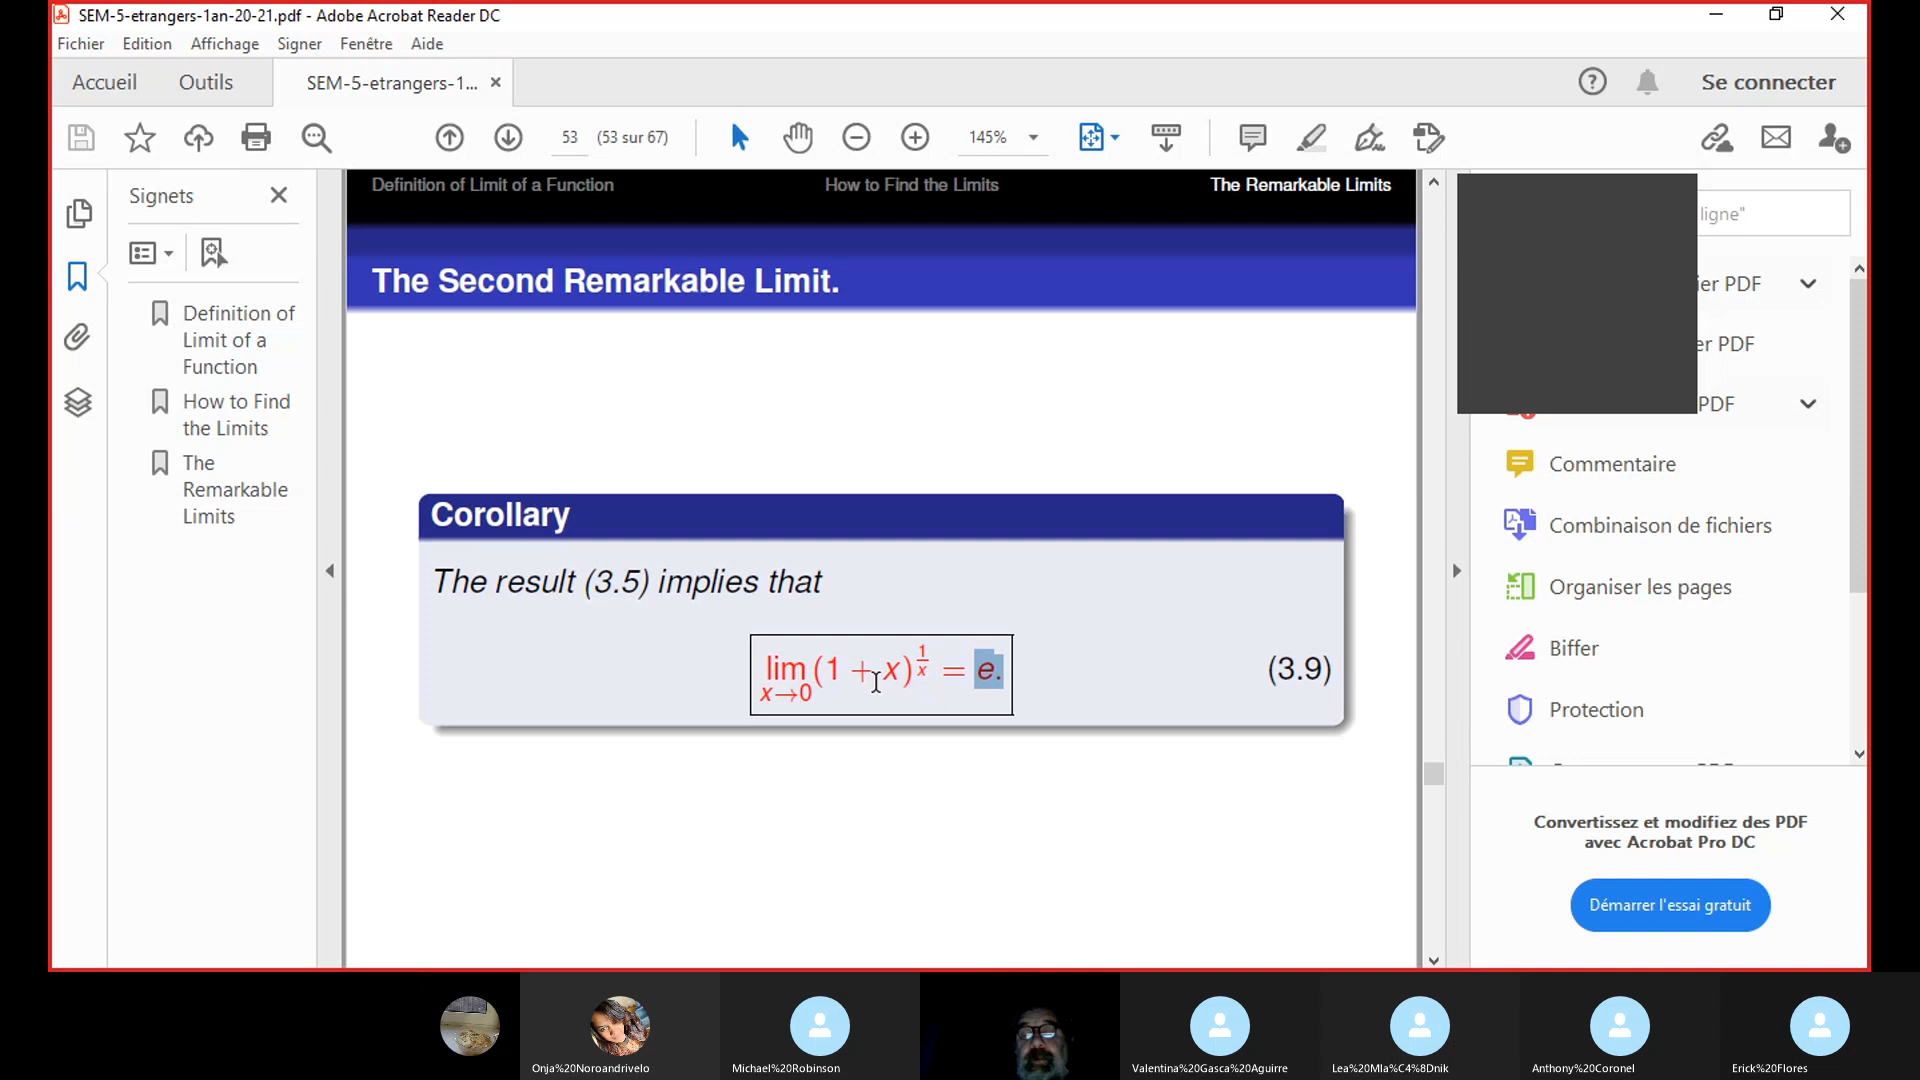 SEM-5-etrangers-1an-20-21.pdf - Adobe Acrobat Reader DC
Fichier Edition Affichage Signer Fenêtre Aide
Accueil Outils SEM-5-etrangers-1... Se connecter
53 (53 sur 67) 145%
Signets
Definition of
Limit of a
Function
How to Find
the Limits
The
Remarkable
Limits
Definition of Limit of a Function How to Find the Limits The Remarkable Limits
The Second Remarkable Limit.
Corollary
The result (3.5) implies that
lim (1 + x)^{1/x} = e. (3.9)
x→0
ligne"
ier PDF
er PDF
PDF
Commentaire
Combinaison de fichiers
Organiser les pages
Biffer
Protection
Convertissez et modifiez des PDF
avec Acrobat Pro DC
Démarrer l'essai gratuit
Onja%20Noroandrivelo Michael%20Robinson Valentina%20Gasca%20Aguirre Lea%20Mla%C4%8Dnik Anthony%20Coronel Erick%20Flores